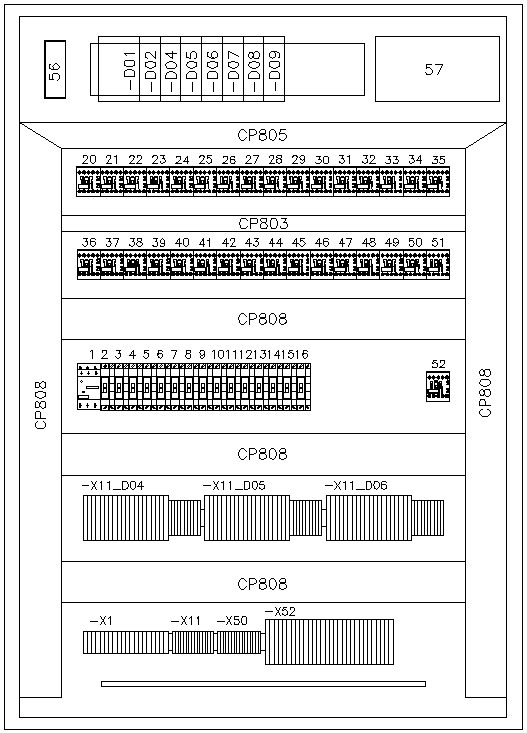 56
-D01 -D02 -D04 -D05 -D06 -D07 -D08 -D09
57
CP805
20 21 22 23 24 25 26 27 28 29 30 31 32 33 34 35
CP803
36 37 38 39 40 41 42 43 44 45 46 47 48 49 50 51
CP808
1 2 3 4 5 6 7 8 9 10 11 12 13 14 15 16
52
CP808
CP808
CP808
-X11_D04 -X11_D05 -X11_D06
CP808
-X1 -X11 -X50 -X52